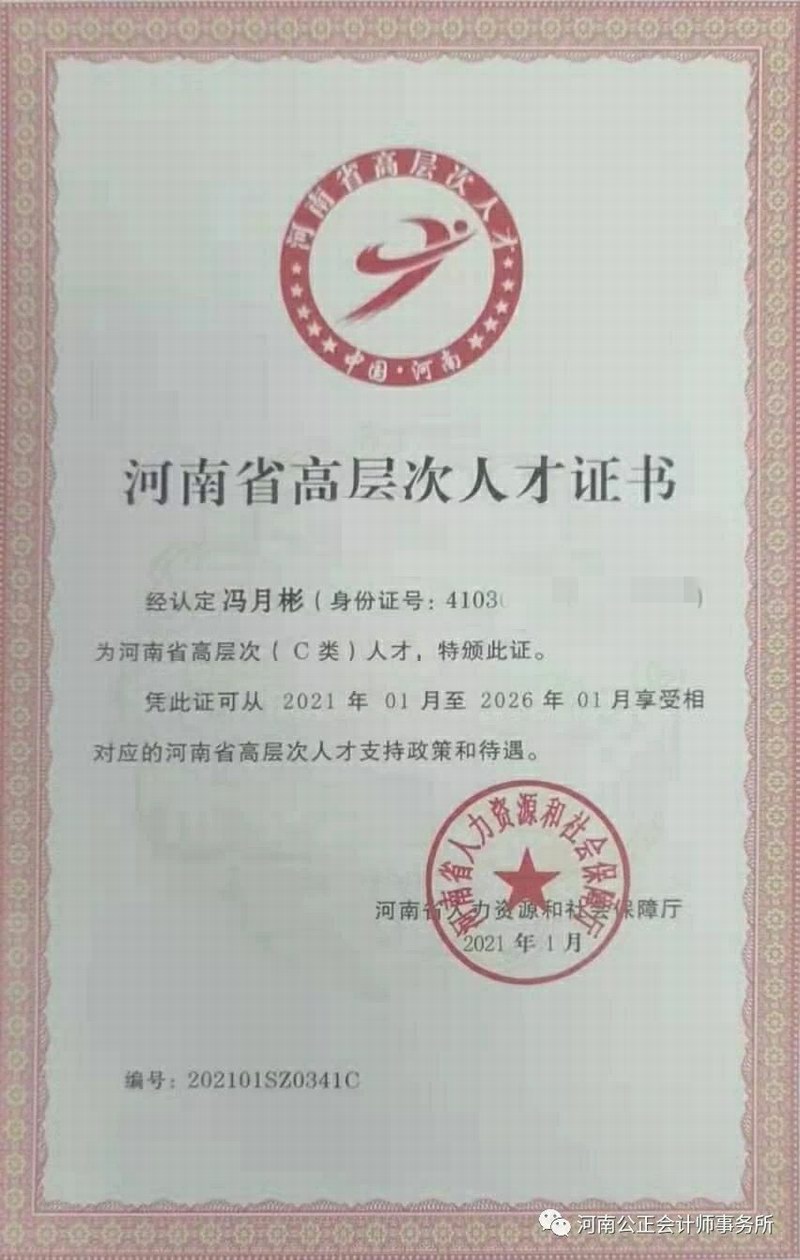 河南省高层次人才
中国·河南
河南省高层次人才证书
经认定 冯月彬（身份证号：4103 ）
为河南省高层次（C类）人才，特颁此证。
凭此证可从 2021 年 01 月至 2026 年 01 月享受相
对应的河南省高层次人才支持政策和待遇。
河南省人力资源和社会保障厅
河南省人力资源和社会保障厅
2021 年 1 月
编号：202101SZ0341C
河南公正会计师事务所